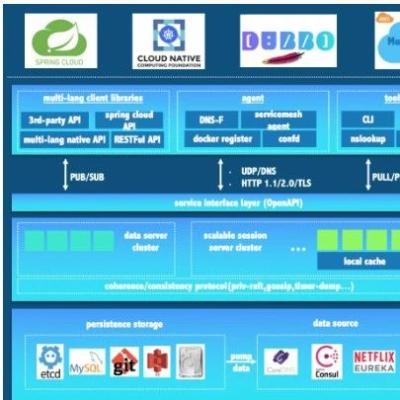 SPRING CLOUD
CLOUD NATIVE
COMPUTING FOUNDATION
DUBBO
aws
multi-lang client libraries
agent
3rd-party API
spring cloud API
multi-lang native API
RESTFul API
DNS-F
servicemesh agent
docker register
confd
CLI
nslookup
PUB/SUB
- UDP/DNS
- HTTP 1.1/2.0/TLS
PULL/P
service interface layer (OpenAPI)
data server
cluster
scalable session
server cluster
...
local cache
coherence/consistency protocol(priv-raft,gossip,timer-dump...)
persistence storage
data source
etcd
MySQL
git
pump
data
CoreDNS
Consul
NETFLIX
EUREKA